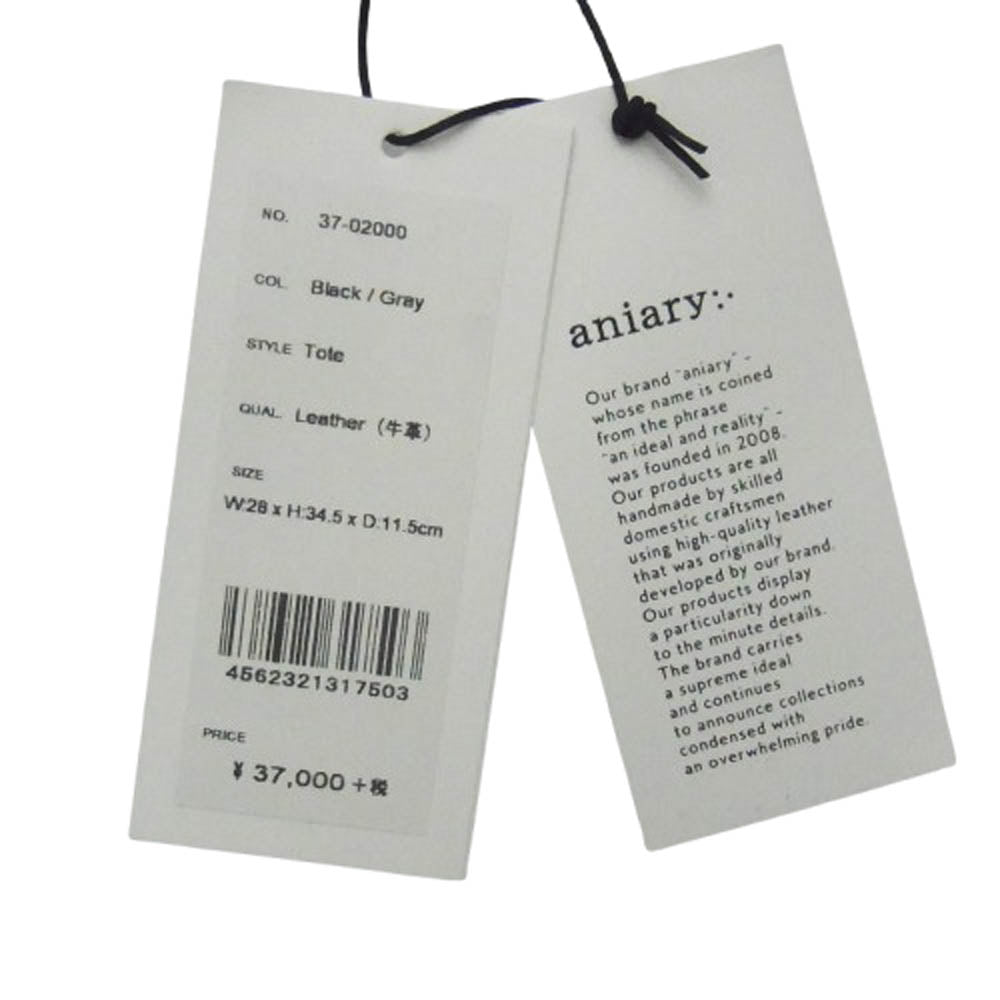 NO. 37-02000
COL. Black / Gray
STYLE Tote
QUAL. Leather (牛革)
SIZE
W:28 x H:34.5 x D:11.5cm
4562321317503
PRICE
¥ 37,000 +税
aniary:·
Our brand "aniary" -
whose name is coined
from the phrase
"an ideal and reality" -
was founded in 2008.
Our products are all
handmade by skilled
domestic craftsmen
using high-quality leather
that was originally
developed by our brand.
Our products display
a particularity down
to the minute details.
The brand carries
a supreme ideal
and continues
to announce collections
condensed with
an overwhelming pride.